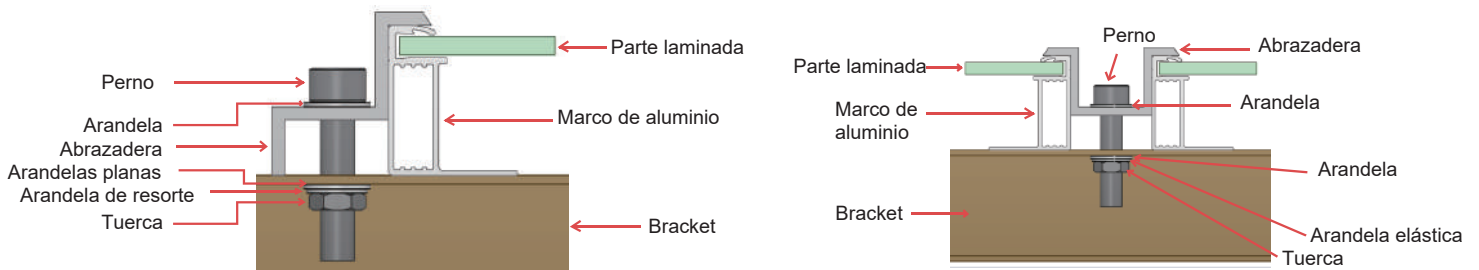 Parte laminada
Perno
Arandela
Marco de aluminio
Abrazadera
Arandelas planas
Arandela de resorte
Tuerca
Bracket
Perno
Abrazadera
Parte laminada
Arandela
Marco de
aluminio
Arandela
Bracket
Arandela elástica
Tuerca